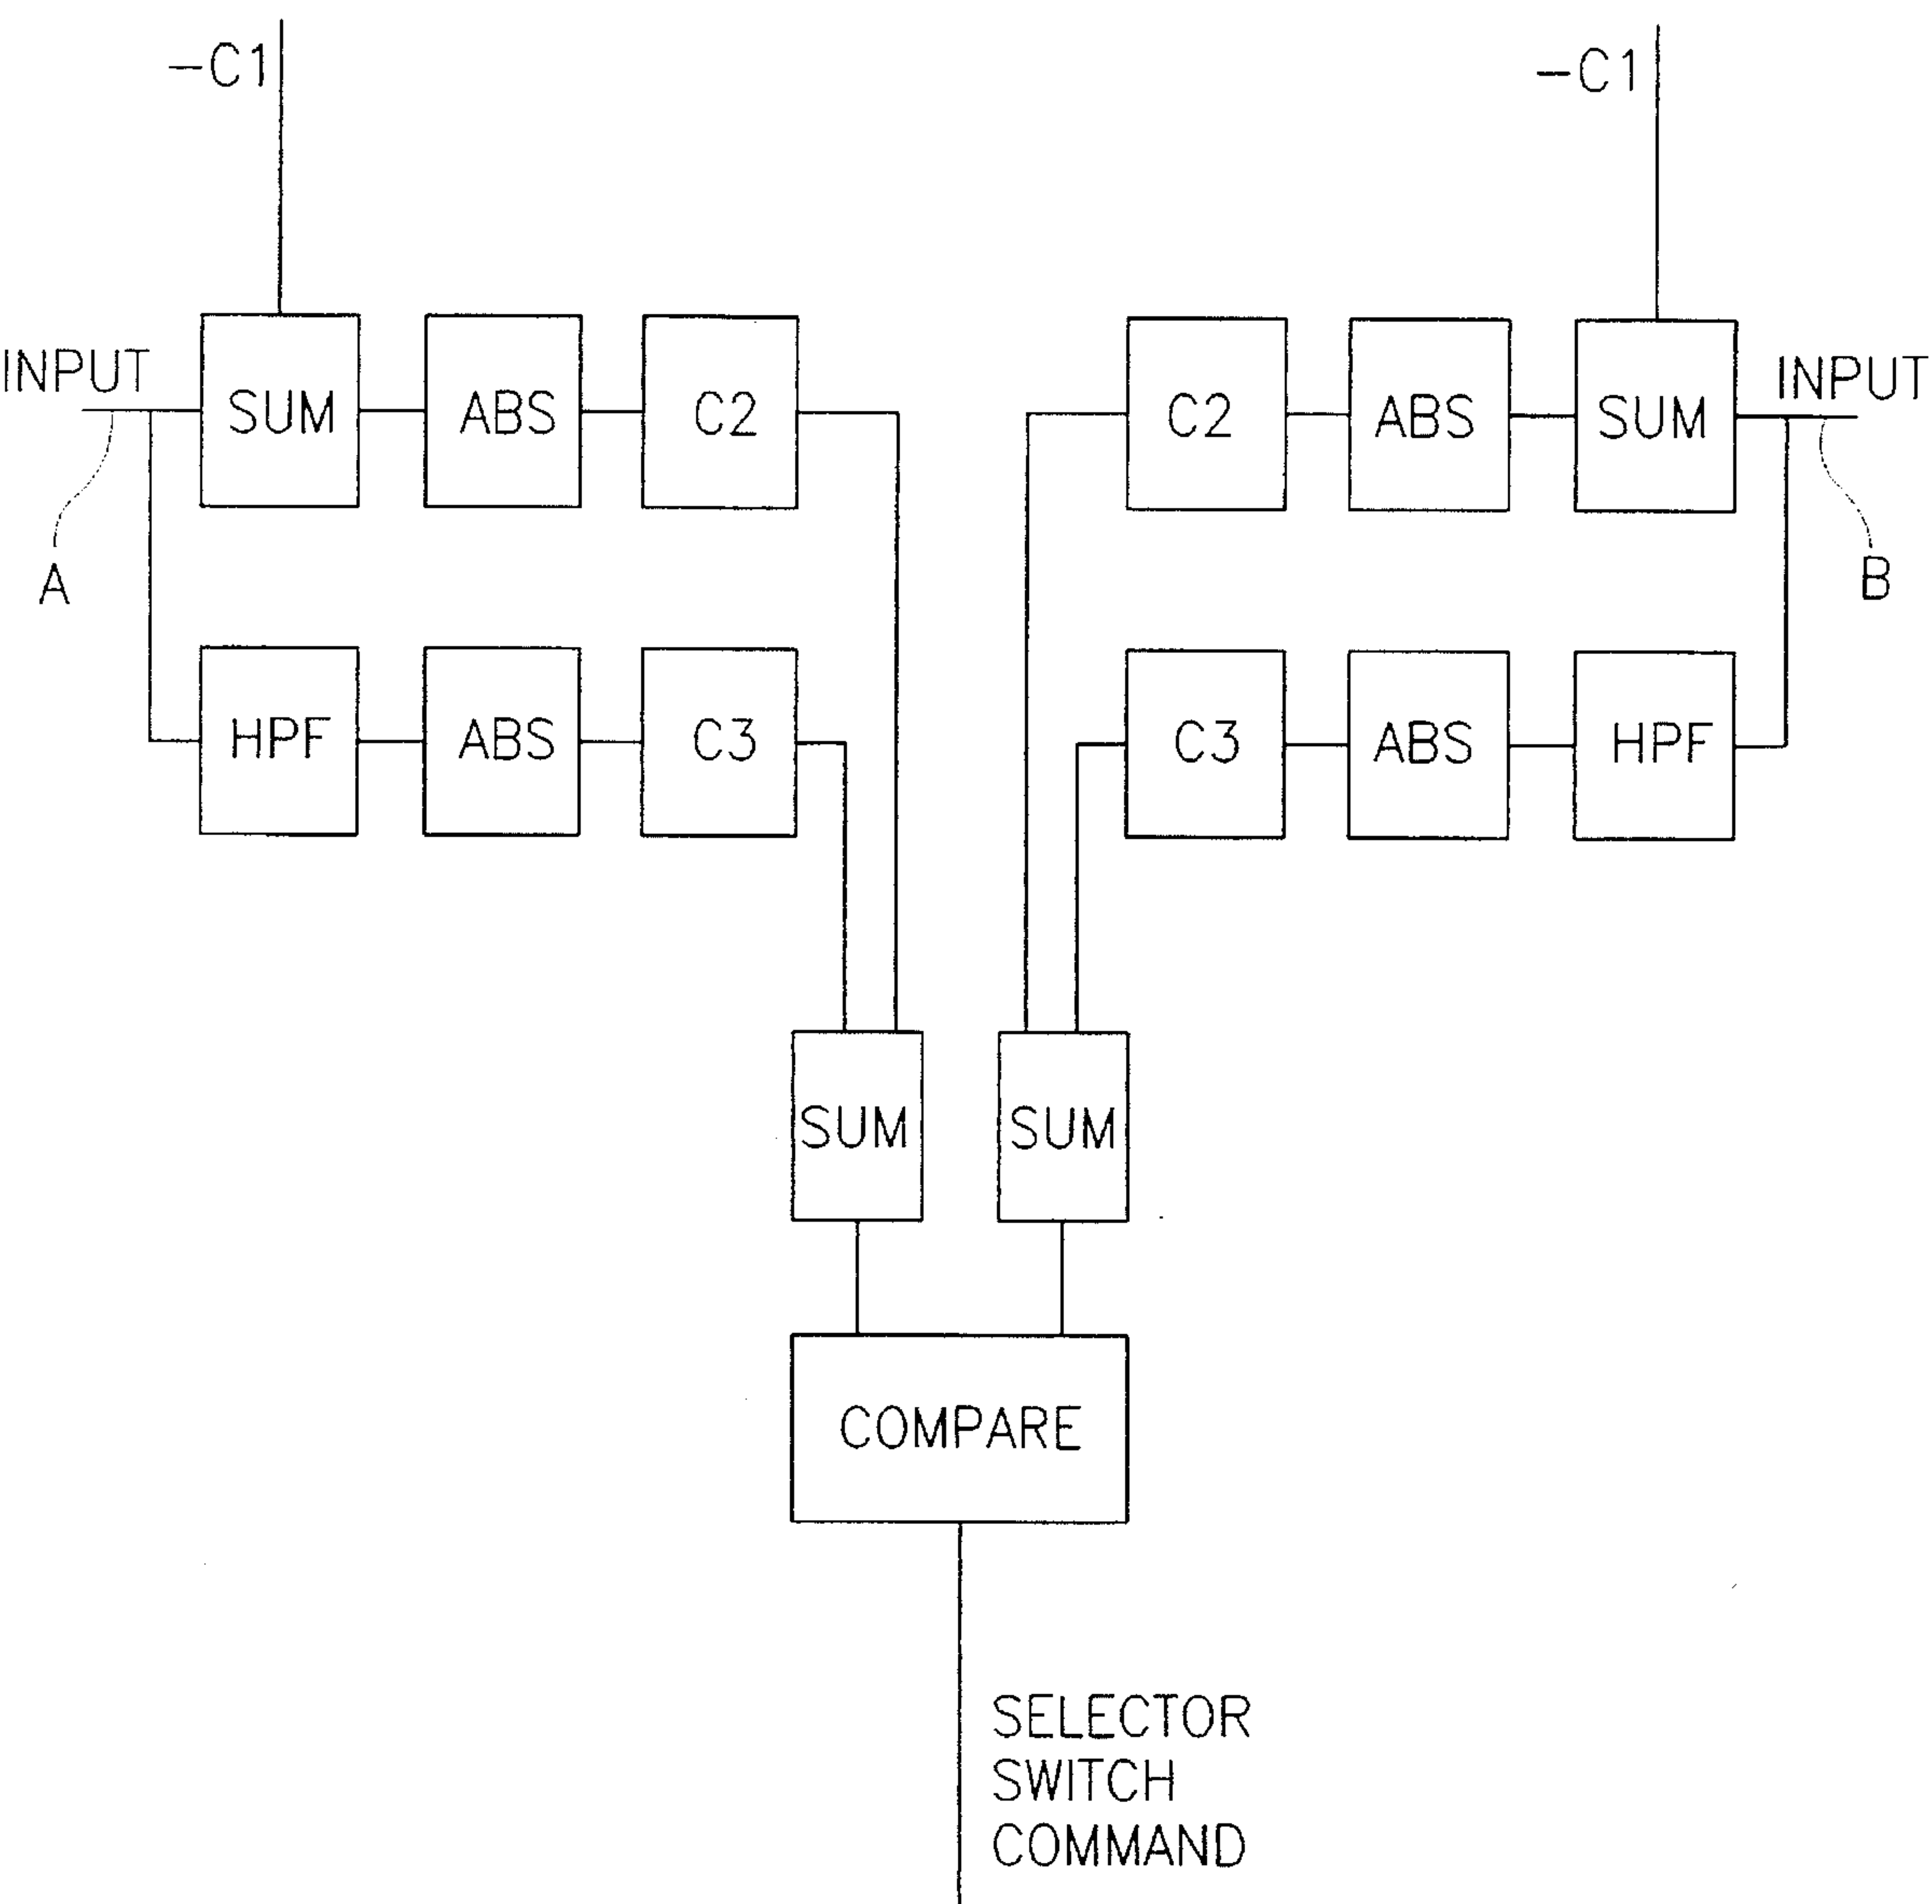 -C1
-C1
INPUT
SUM
ABS
C2
C2
ABS
SUM
INPUT
A
B
HPF
ABS
C3
C3
ABS
HPF
SUM
SUM
COMPARE
SELECTOR
SWITCH
COMMAND